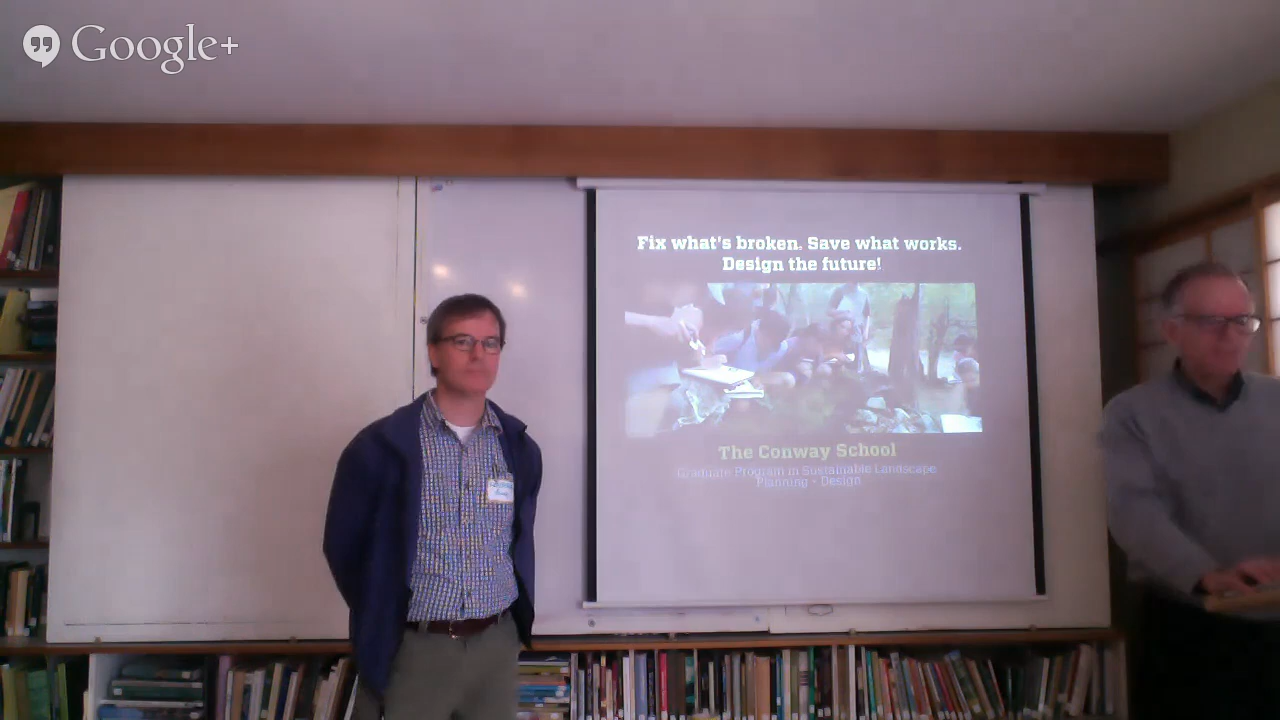 Google+
Fix what's broken. Save what works.
Design the future!
The Conway School
Graduate Program in Sustainable Landscape
Planning + Design